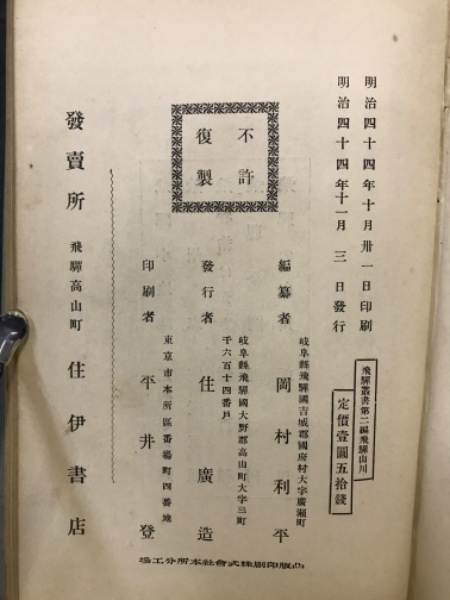 明治四十四年十月卅一日印刷
明治四十四年十一月三日發行
飛驒叢書第二編飛驒山川
定價壹圓五拾錢
不許
復製
岐阜縣飛驒國吉城郡國府村大字廣瀨町
編纂者 岡村利平
岐阜縣飛驒國大野郡高山町大字三町
千六百十四番戶
發行者 住廣造
東京市本所區番場町四番地
印刷者 平井登
凸版印刷株式會社本所分工場
發賣所 飛驒高山町 住伊書店